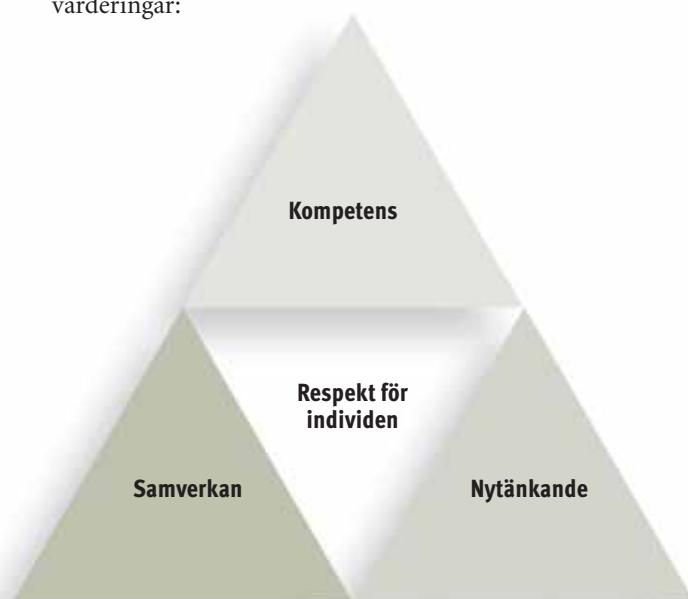 värderingar:
Kompetens
Respekt för
individen
Samverkan
Nytänkande